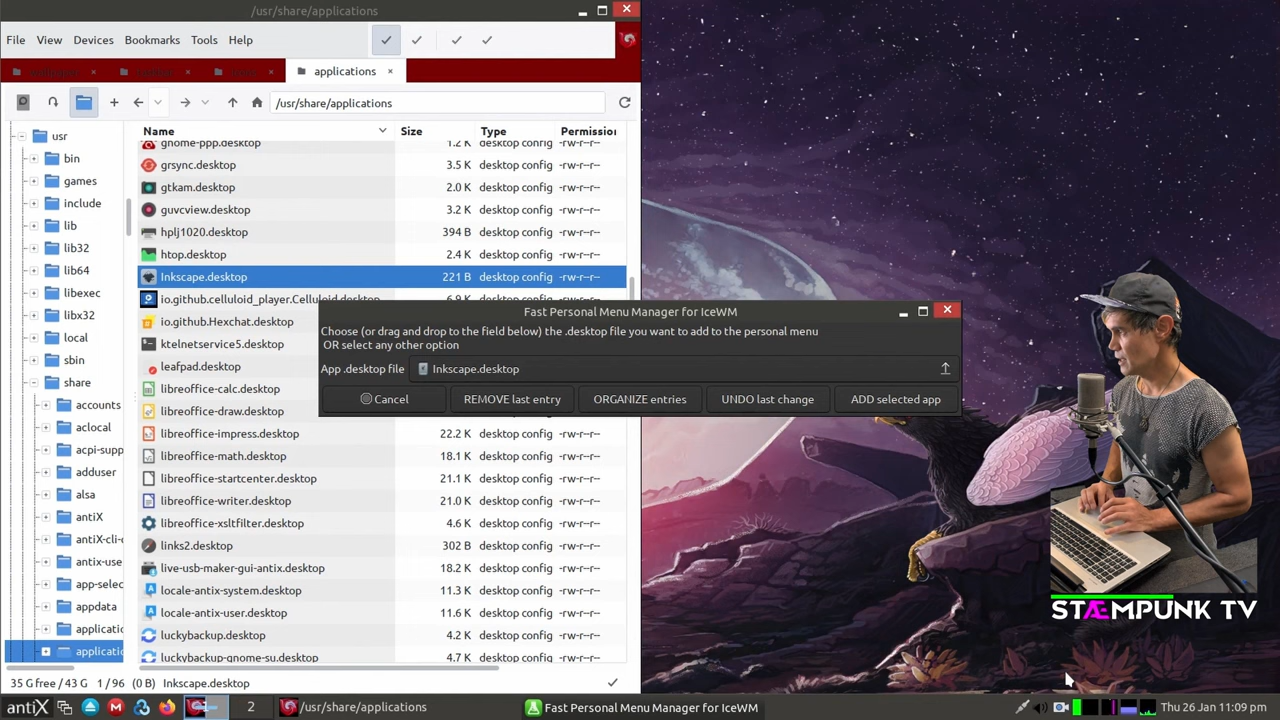 /usr/share/applications
File View Devices Bookmarks Tools Help
applications
/usr/share/applications
Name Size Type Permission
usr
bin
games
include
lib
lib32
lib64
libexec
libx32
local
sbin
share
accounts
aclocal
acpi-supp
adduser
alsa
antiX
antiX-cli-c
antix-use
app-selec
appdata
applicatio
applicatio
gnome-ppp.desktop 1.2 K desktop config -rw-r--r--
grsync.desktop 3.5 K desktop config -rw-r--r--
gtkam.desktop 2.0 K desktop config -rw-r--r--
guvcview.desktop 3.2 K desktop config -rw-r--r--
hplj1020.desktop 394 B desktop config -rw-r--r--
htop.desktop 2.4 K desktop config -rw-r--r--
Inkscape.desktop 221 B desktop config -rw-r--r--
io.github.celluloid_player.Celluloid.desktop 6.9 K desktop config -rw-r--r--
io.github.Hexchat.desktop
ktelnetservice5.desktop
leafpad.desktop
libreoffice-calc.desktop
libreoffice-draw.desktop
libreoffice-impress.desktop 22.2 K desktop config -rw-r--r--
libreoffice-math.desktop 18.1 K desktop config -rw-r--r--
libreoffice-startcenter.desktop 21.1 K desktop config -rw-r--r--
libreoffice-writer.desktop 21.0 K desktop config -rw-r--r--
libreoffice-xsltfilter.desktop 4.6 K desktop config -rw-r--r--
links2.desktop 302 B desktop config -rw-r--r--
live-usb-maker-gui-antix.desktop 18.2 K desktop config -rw-r--r--
locale-antix-system.desktop 11.3 K desktop config -rw-r--r--
locale-antix-user.desktop 11.6 K desktop config -rw-r--r--
luckybackup.desktop 4.2 K desktop config -rw-r--r--
luckybackup-gnome-su.desktop 4.7 K desktop config -rw-r--r--
35 G free / 43 G 1 / 96 (0 B) Inkscape.desktop
Fast Personal Menu Manager for IceWM
Choose (or drag and drop to the field below) the .desktop file you want to add to the personal menu
OR select any other option
App .desktop file Inkscape.desktop
Cancel REMOVE last entry ORGANIZE entries UNDO last change ADD selected app
STÆMPUNK TV
antiX 2 /usr/share/applications Fast Personal Menu Manager for IceWM Thu 26 Jan 11:09 pm